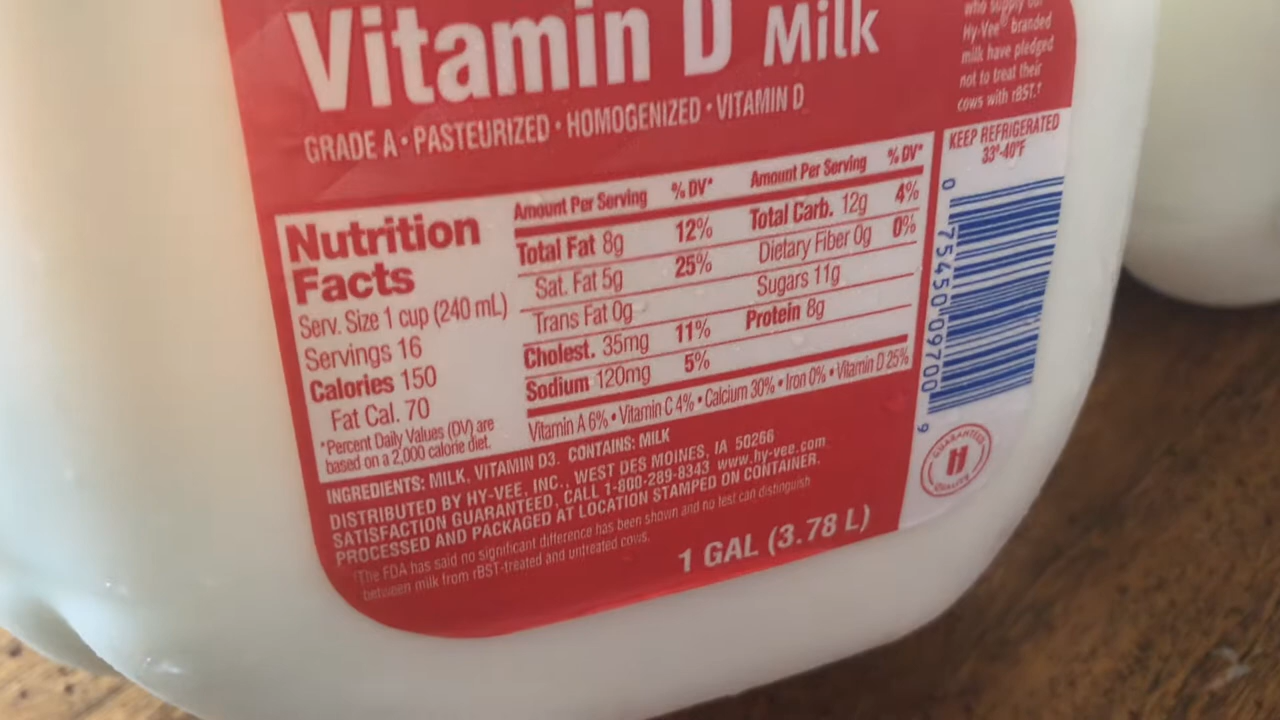 Vitamin D Milk
GRADE A • PASTEURIZED • HOMOGENIZED • VITAMIN D
who supply our
Hy-Vee® branded
milk have pledged
not to treat their
cows with rBST.†
KEEP REFRIGERATED
33°-40°F
Nutrition
Facts
Serv. Size 1 cup (240 mL)
Servings 16
Calories 150
Fat Cal. 70
*Percent Daily Values (DV) are
based on a 2,000 calorie diet.
Amount Per Serving % DV*
Total Fat 8g 12%
Sat. Fat 5g 25%
Trans Fat 0g
Cholest. 35mg 11%
Sodium 120mg 5%
Amount Per Serving % DV*
Total Carb. 12g 4%
Dietary Fiber 0g 0%
Sugars 11g
Protein 8g
Vitamin A 6% • Vitamin C 4% • Calcium 30% • Iron 0% • Vitamin D 25%
INGREDIENTS: MILK, VITAMIN D3. CONTAINS: MILK
DISTRIBUTED BY HY-VEE, INC., WEST DES MOINES, IA 50266
SATISFACTION GUARANTEED, CALL 1-800-289-8343 www.hy-vee.com
PROCESSED AND PACKAGED AT LOCATION STAMPED ON CONTAINER.
†The FDA has said no significant difference has been shown and no test can distinguish
between milk from rBST-treated and untreated cows.
1 GAL (3.78 L)
0 75450 09700 9
GUARANTEED
H
QUALITY